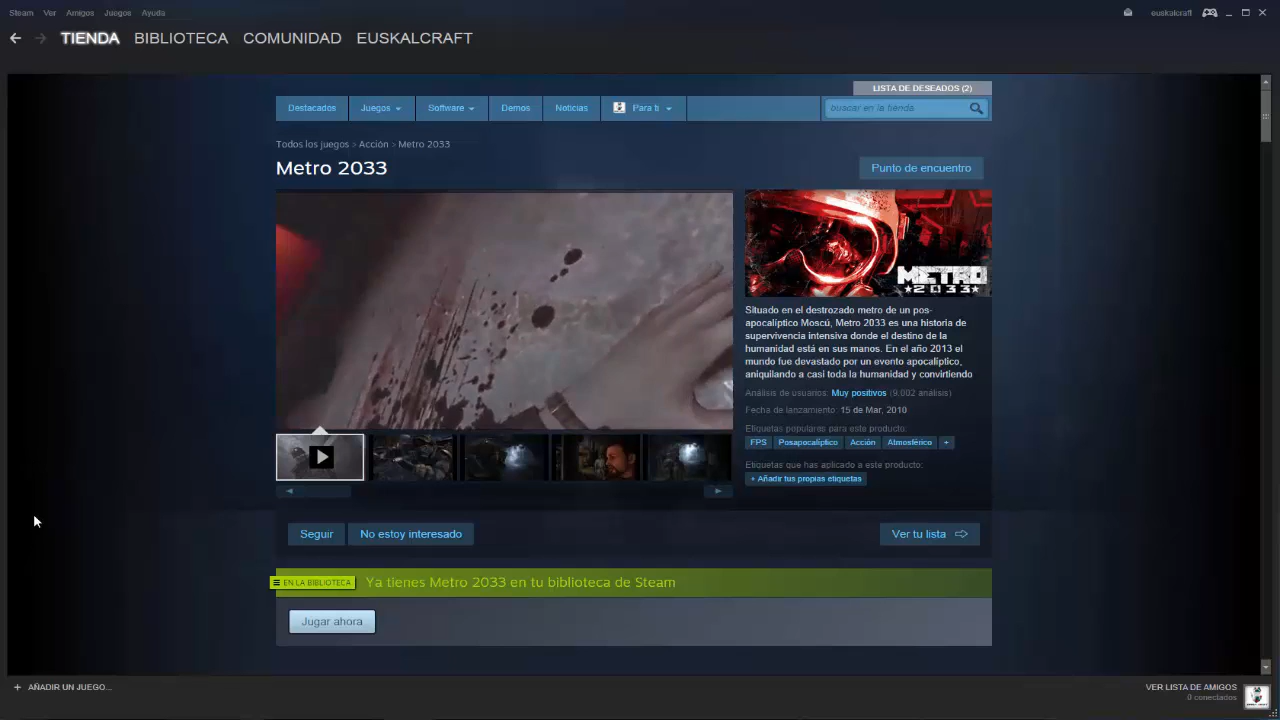 Steam Ver Amigos Juegos Ayuda
euskalcraft
TIENDA BIBLIOTECA COMUNIDAD EUSKALCRAFT
LISTA DE DESEADOS (2)
Destacados Juegos Software Demos Noticias Para ti
buscar en la tienda
Todos los juegos > Acción > Metro 2033
Metro 2033
Punto de encuentro
METRO
2033
Situado en el destrozado metro de un pos-
apocalíptico Moscú, Metro 2033 es una historia de
supervivencia intensiva donde el destino de la
humanidad está en sus manos. En el año 2013 el
mundo fue devastado por un evento apocalíptico,
aniquilando a casi toda la humanidad y convirtiendo
Análisis de usuarios: Muy positivos (9,002 análisis)
Fecha de lanzamiento: 15 de Mar, 2010
Etiquetas populares para este producto:
FPS Posapocalíptico Acción Atmosférico +
Etiquetas que has aplicado a este producto:
+ Añadir tus propias etiquetas
Seguir No estoy interesado Ver tu lista
EN LA BIBLIOTECA Ya tienes Metro 2033 en tu biblioteca de Steam
Jugar ahora
+ AÑADIR UN JUEGO...
VER LISTA DE AMIGOS
0 conectados